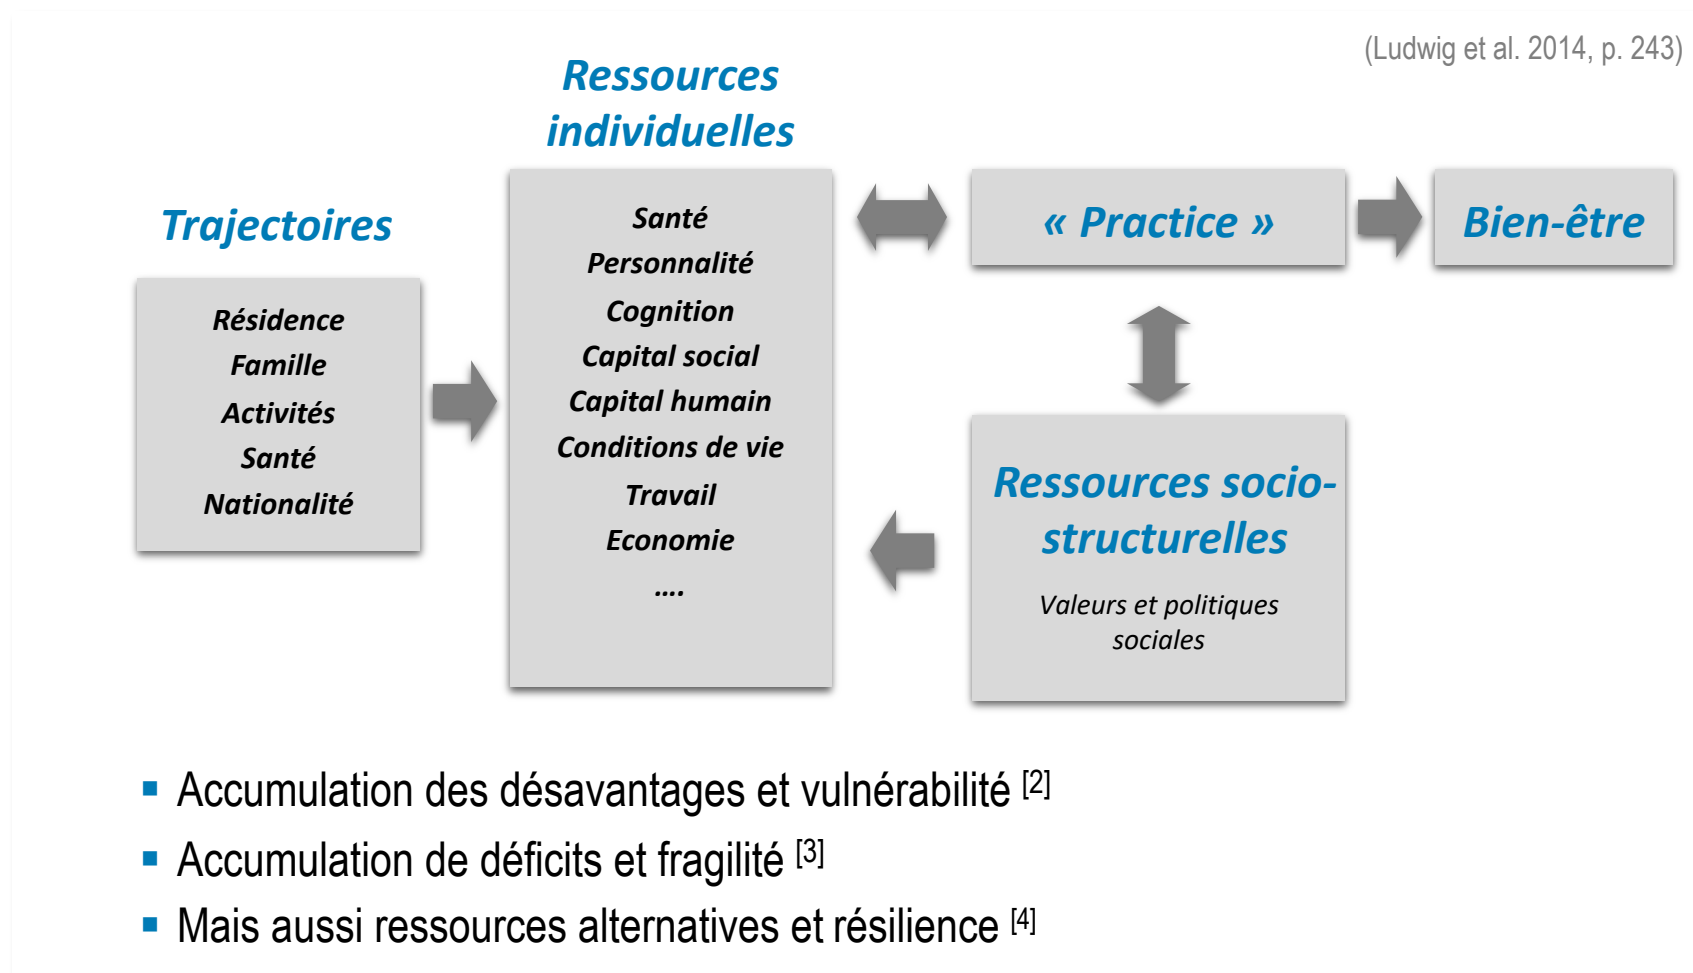 (Ludwig et al. 2014, p. 243)
Trajectoires
Résidence
Famille
Activités
Santé
Nationalité
Ressources
individuelles
Santé
Personnalité
Cognition
Capital social
Capital humain
Conditions de vie
Travail
Economie
....
« Practice »
Bien-être
Ressources socio-
structurelles
Valeurs et politiques
sociales
Accumulation des désavantages et vulnérabilité [2]
Accumulation de déficits et fragilité [3]
Mais aussi ressources alternatives et résilience [4]